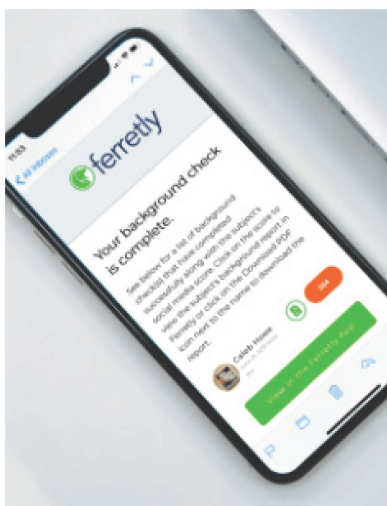 11:53
All Inboxes
ferretly
Your background check
is complete.
See below for a list of background
check(s) that have completed
successfully along with the subject's
social media score. Click on the score to
view the subject's background report in
Ferretly or click on the Download PDF
icon next to the name to download the
report.
Caleb
View in the Ferretly App